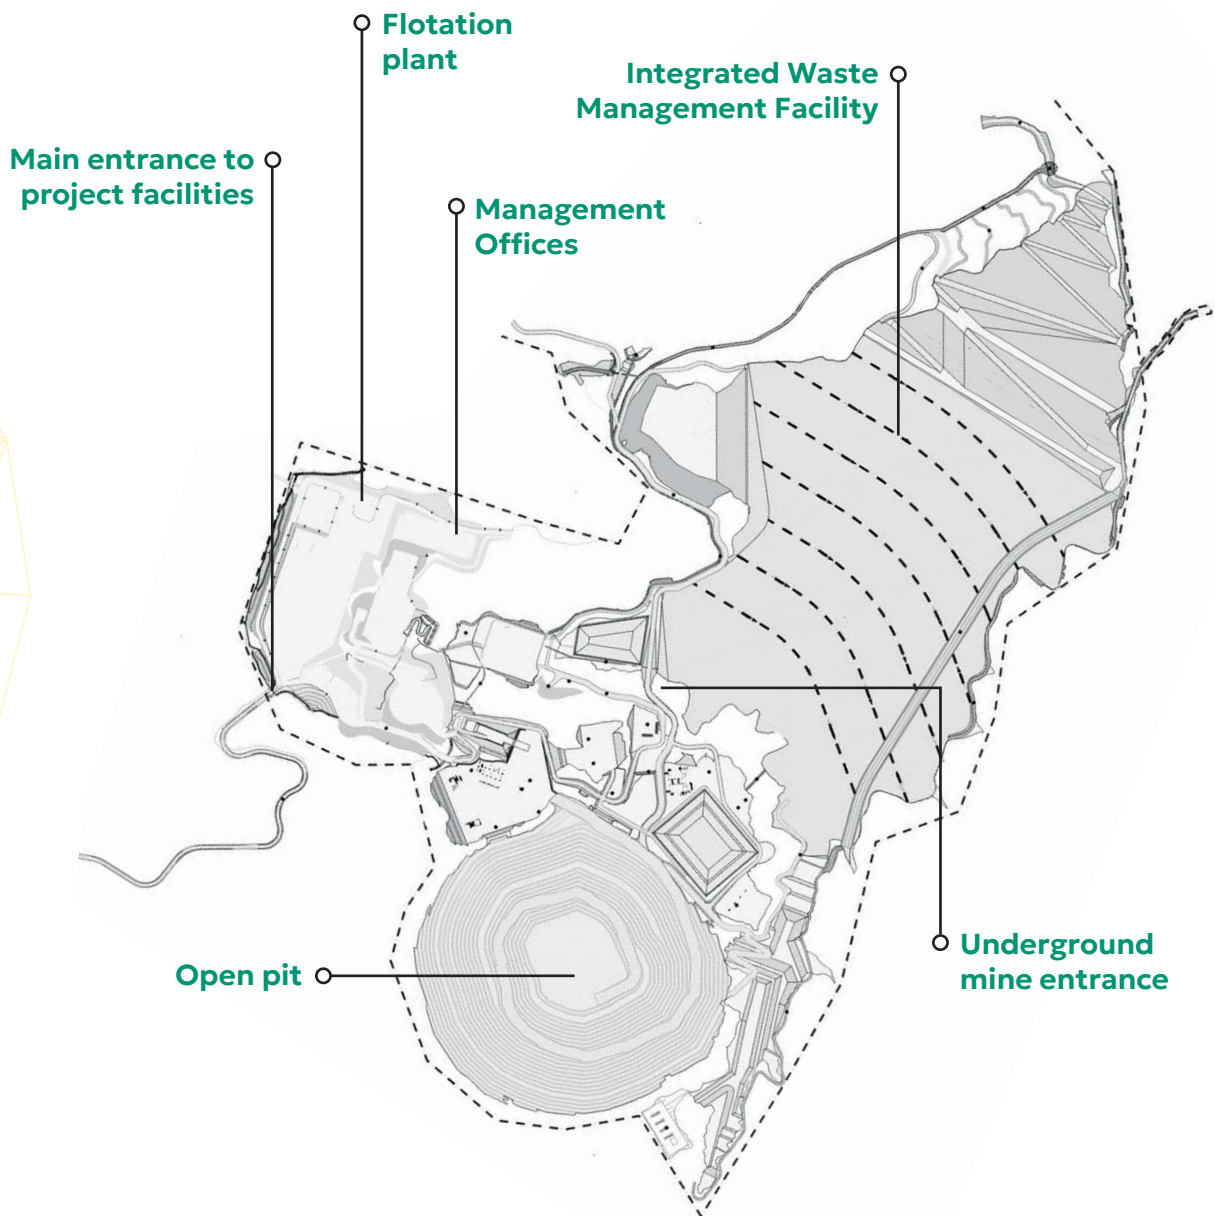 Flotation
plant
Integrated Waste
Management Facility
Main entrance to
project facilities
Management
Offices
Open pit
Underground
mine entrance